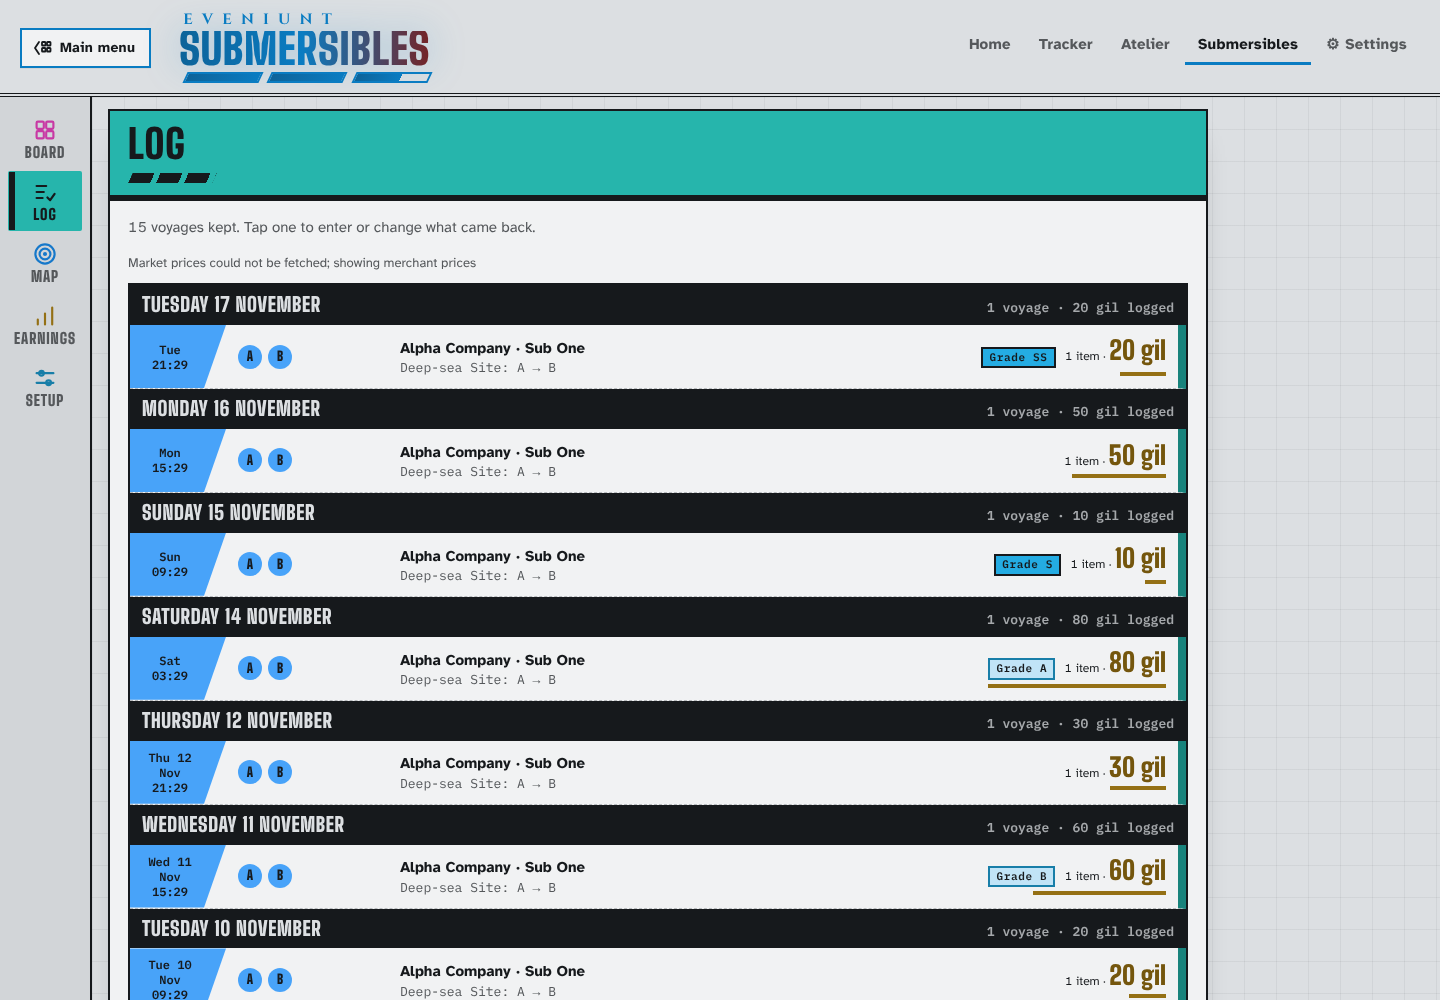 Main menu
EVENIUNT
SUBMERSIBLES
Home
Tracker
Atelier
Submersibles
⚙ Settings
BOARD
LOG
MAP
EARNINGS
SETUP
LOG
15 voyages kept. Tap one to enter or change what came back.
Market prices could not be fetched; showing merchant prices
TUESDAY 17 NOVEMBER
1 voyage · 20 gil logged
Tue
21:29
A B
Alpha Company · Sub One
Deep-sea Site: A → B
Grade SS
1 item · 20 gil
MONDAY 16 NOVEMBER
1 voyage · 50 gil logged
Mon
15:29
A B
Alpha Company · Sub One
Deep-sea Site: A → B
1 item · 50 gil
SUNDAY 15 NOVEMBER
1 voyage · 10 gil logged
Sun
09:29
A B
Alpha Company · Sub One
Deep-sea Site: A → B
Grade S
1 item · 10 gil
SATURDAY 14 NOVEMBER
1 voyage · 80 gil logged
Sat
03:29
A B
Alpha Company · Sub One
Deep-sea Site: A → B
Grade A
1 item · 80 gil
THURSDAY 12 NOVEMBER
1 voyage · 30 gil logged
Thu 12
Nov
21:29
A B
Alpha Company · Sub One
Deep-sea Site: A → B
1 item · 30 gil
WEDNESDAY 11 NOVEMBER
1 voyage · 60 gil logged
Wed 11
Nov
15:29
A B
Alpha Company · Sub One
Deep-sea Site: A → B
Grade B
1 item · 60 gil
TUESDAY 10 NOVEMBER
1 voyage · 20 gil logged
Tue 10
Nov
09:29
A B
Alpha Company · Sub One
Deep-sea Site: A → B
1 item · 20 gil